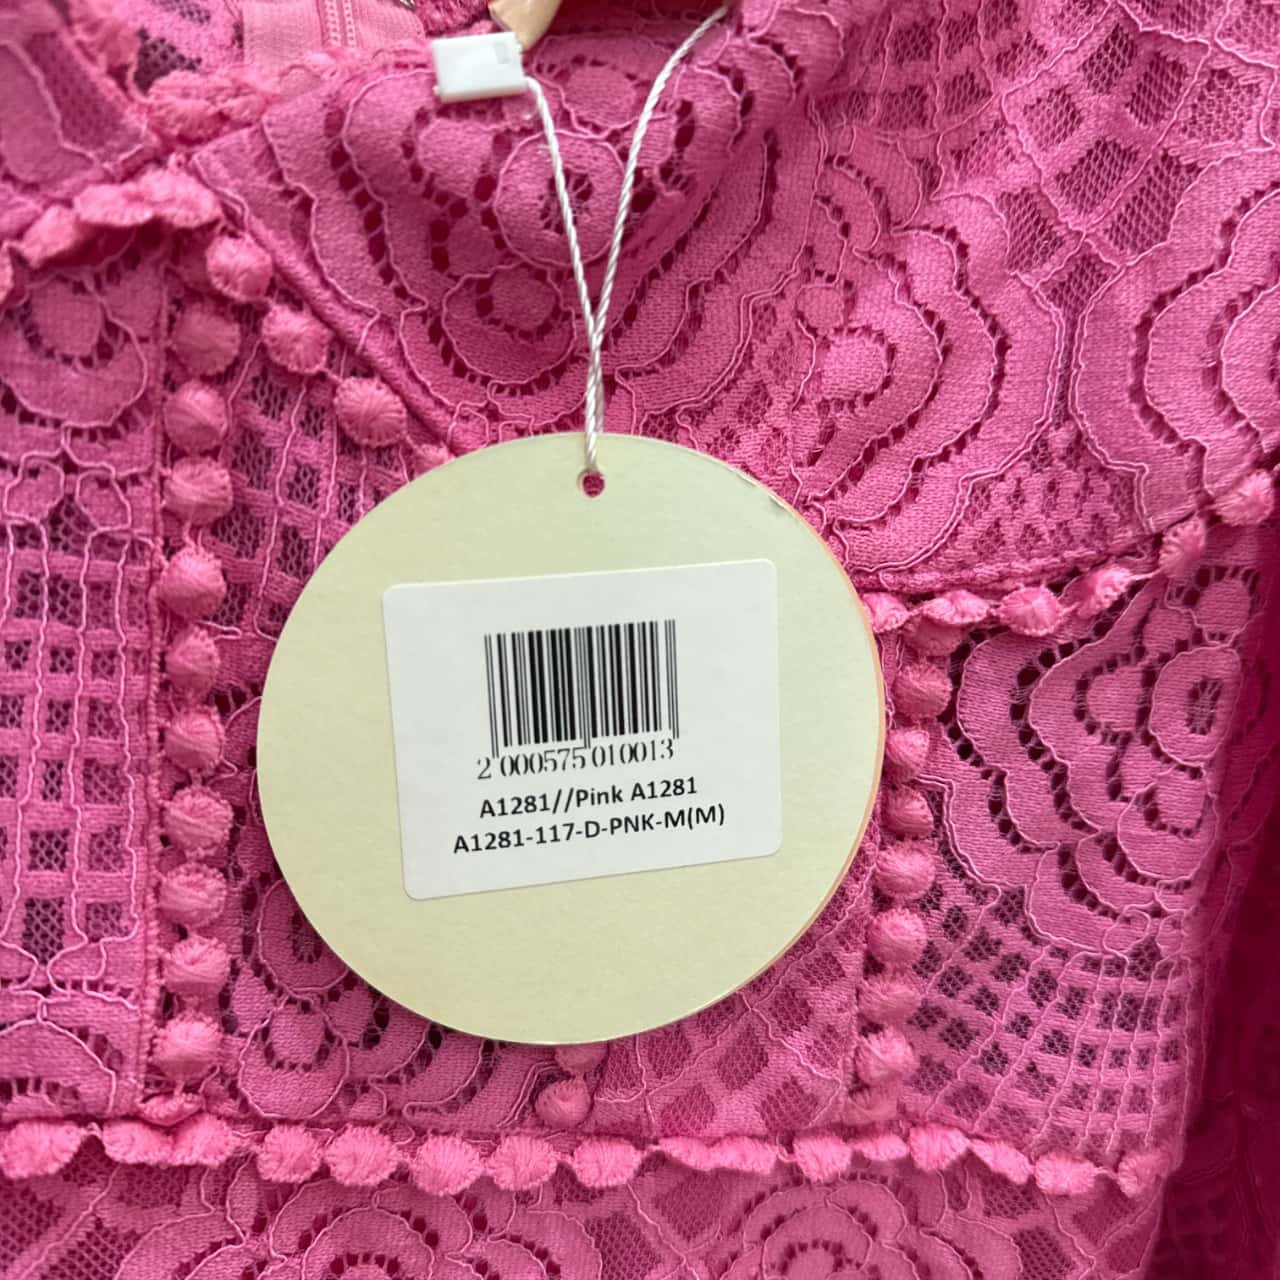 2 000575 010013
A1281//Pink A1281
A1281-117-D-PNK-M(M)